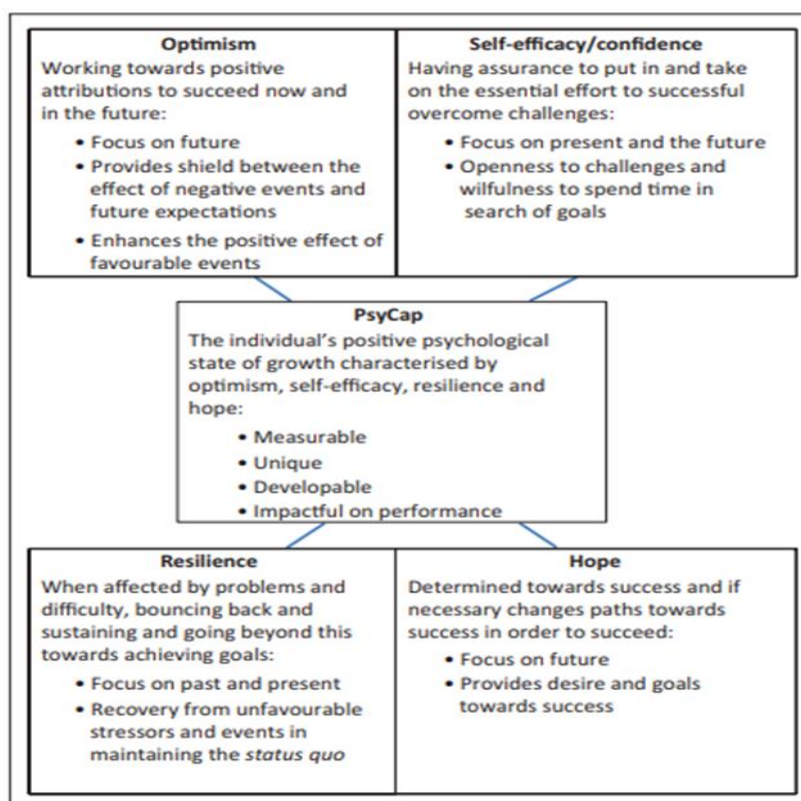 Optimism
Working towards positive
attributions to succeed now and
in the future:
• Focus on future
• Provides shield between the
effect of negative events and
future expectations
• Enhances the positive effect of
favourable events
Self-efficacy/confidence
Having assurance to put in and take
on the essential effort to successful
overcome challenges:
• Focus on present and the future
• Openness to challenges and
wilfulness to spend time in
search of goals
PsyCap
The individual's positive psychological
state of growth characterised by
optimism, self-efficacy, resilience and
hope:
• Measurable
• Unique
• Developable
• Impactful on performance
Resilience
When affected by problems and
difficulty, bouncing back and
sustaining and going beyond this
towards achieving goals:
• Focus on past and present
• Recovery from unfavourable
stressors and events in
maintaining the status quo
Hope
Determined towards success and if
necessary changes paths towards
success in order to succeed:
• Focus on future
• Provides desire and goals
towards success